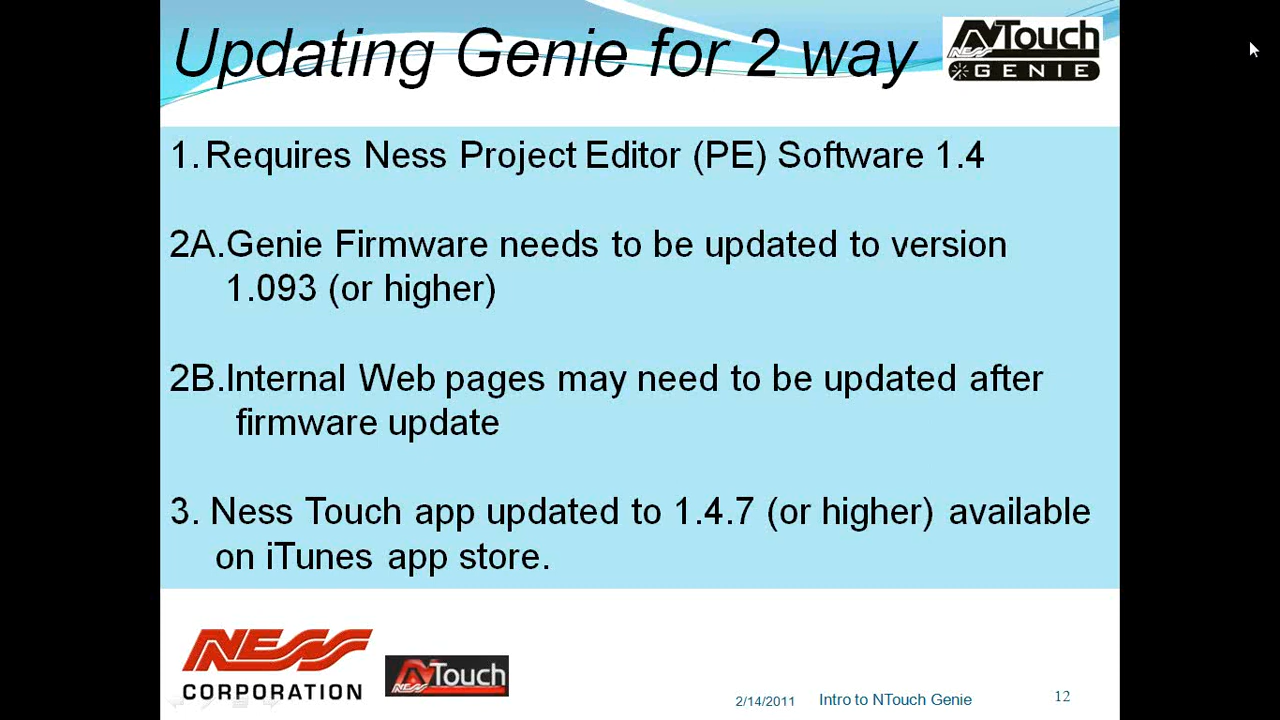 Updating Genie for 2 way
NESS NTouch
GENIE
1. Requires Ness Project Editor (PE) Software 1.4
2A.Genie Firmware needs to be updated to version
1.093 (or higher)
2B.Internal Web pages may need to be updated after
firmware update
3. Ness Touch app updated to 1.4.7 (or higher) available
on iTunes app store.
NESS
CORPORATION
NESS NTouch
2/14/2011 Intro to NTouch Genie 12